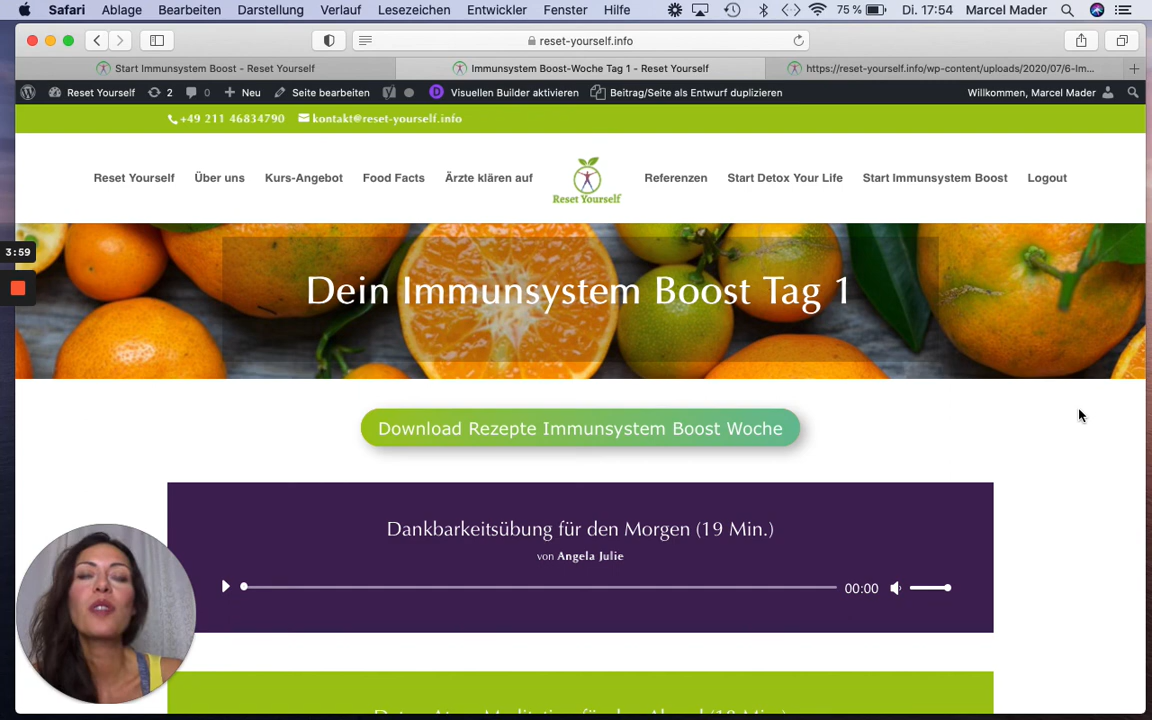 Safari Ablage Bearbeiten Darstellung Verlauf Lesezeichen Entwickler Fenster Hilfe 75 % Di. 17:54 Marcel Mader
reset-yourself.info
Start Immunsystem Boost - Reset Yourself Immunsystem Boost-Woche Tag 1 - Reset Yourself https://reset-yourself.info/wp-content/uploads/2020/07/6-Im...
Reset Yourself 2 0 Neu Seite bearbeiten D Visuellen Builder aktivieren Beitrag/Seite als Entwurf duplizieren Willkommen, Marcel Mader
+49 211 46834790 kontakt@reset-yourself.info
Reset Yourself Über uns Kurs-Angebot Food Facts Ärzte klären auf Reset Yourself Referenzen Start Detox Your Life Start Immunsystem Boost Logout
3:59
Dein Immunsystem Boost Tag 1
Download Rezepte Immunsystem Boost Woche
Dankbarkeitsübung für den Morgen (19 Min.)
von Angela Julie
00:00